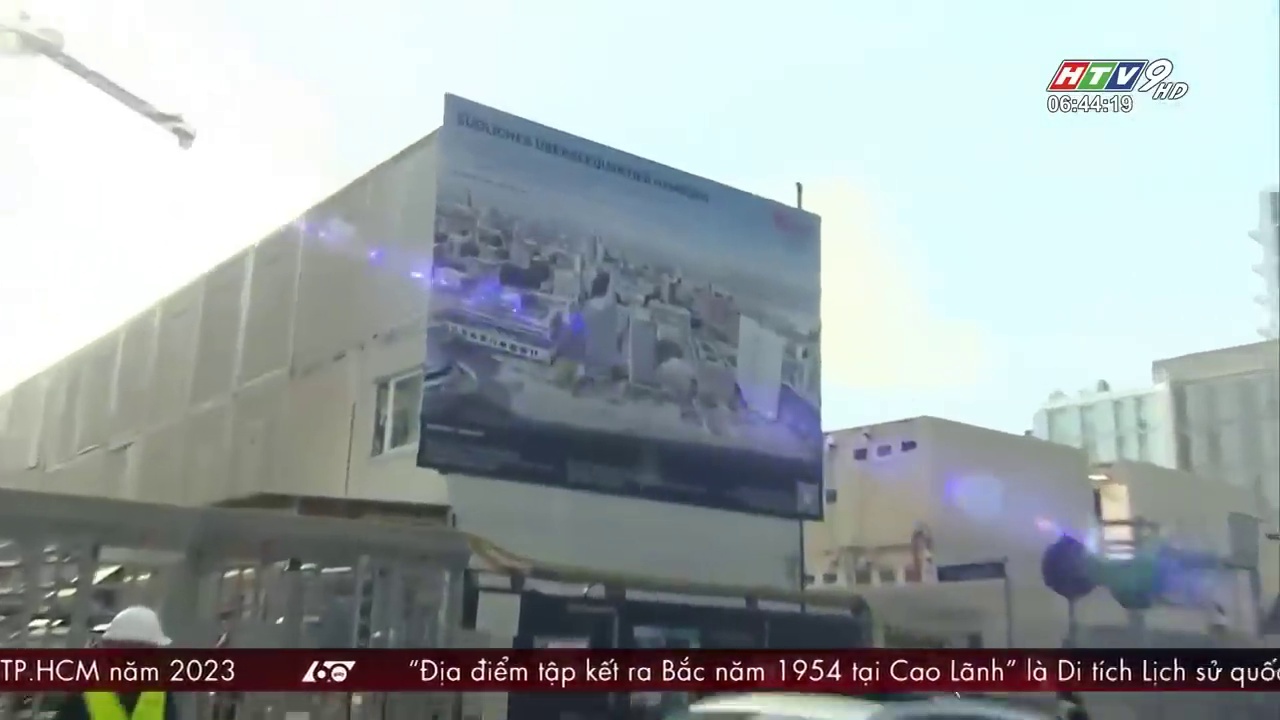 HTV9 HD
06:44:19
SÜDLICHES ÜBERSEEQUARTIER HAMBURG
TP.HCM năm 2023 60 “Địa điểm tập kết ra Bắc năm 1954 tại Cao Lãnh” là Di tích Lịch sử quốc